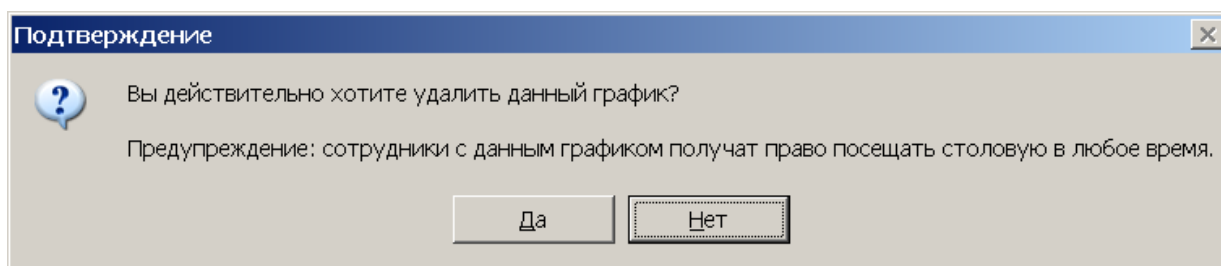 Подтверждение
Вы действительно хотите удалить данный график?
Предупреждение: сотрудники с данным графиком получат право посещать столовую в любое время.
Да
Нет